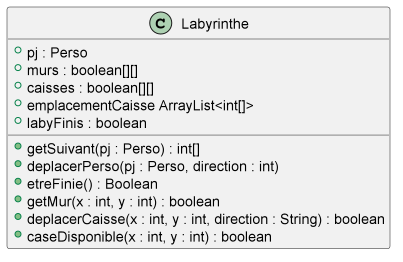 C Labyrinthe
pj : Perso
murs : boolean[][]
caisses : boolean[][]
emplacementCaisse ArrayList<int[]>
labyFinis : boolean
getSuivant(pj : Perso) : int[]
deplacerPerso(pj : Perso, direction : int)
etreFinie() : Boolean
getMur(x : int, y : int) : boolean
deplacerCaisse(x : int, y : int, direction : String) : boolean
caseDisponible(x : int, y : int) : boolean